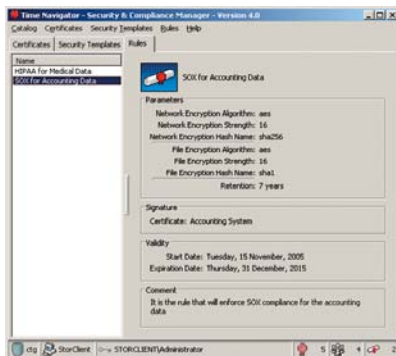 Time Navigator - Security & Compliance Manager - Version 4.0
Catalog Certificates Security Templates Rules Help
Certificates Security Templates Rules
Name
HIPAA for Medical Data
SOX for Accounting Data
SOX for Accounting Data
Parameters
Network Encryption Algorithm: aes
Network Encryption Strength: 16
Network Encryption Hash Name: sha256
File Encryption Algorithm: aes
File Encryption Strength: 16
File Encryption Hash Name: sha1
Retention: 7 years
Signature
Certificate: Accounting System
Validity
Start Date: Tuesday, 15 November, 2005
Expiration Date: Thursday, 31 December, 2015
Comment
It is the rule that will enforce SOX compliance for the accounting
data
ctg StorClient STORCLIENT\Administrator 5 4 2